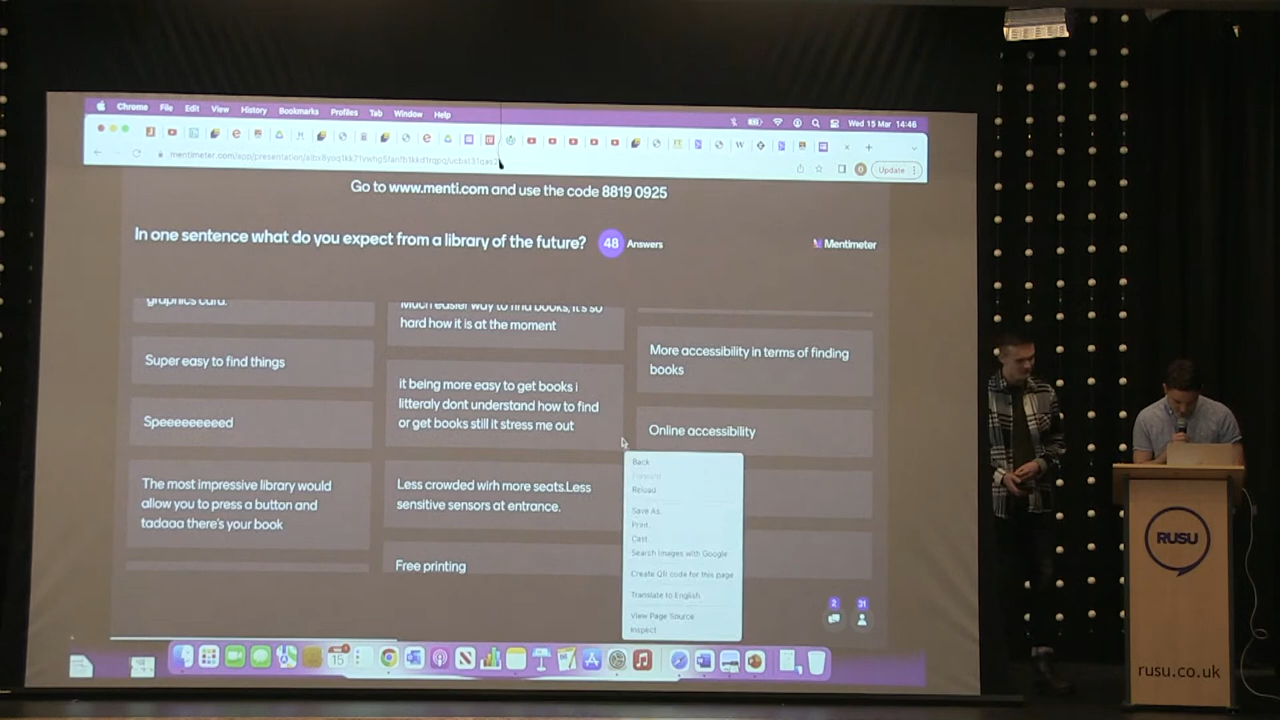 Chrome File Edit View History Bookmarks Profiles Tab Window Help
Wed 15 Mar 14:46
Update
Go to www.menti.com and use the code 8819 0925
In one sentence what do you expect from a library of the future?
48 Answers
Mentimeter
graphics card.
Super easy to find things
Speeeeeeeeed
The most impressive library would
allow you to press a button and
tadaaa there's your book
Much easier way to find books, it's so
hard how it is at the moment
it being more easy to get books i
litteraly dont understand how to find
or get books still it stress me out
Less crowded wirh more seats.Less
sensitive sensors at entrance.
Free printing
More accessibility in terms of finding
books
Online accessibility
Back
Forward
Reload
Save As..
Print..
Cast..
Search Images with Google
Create QR code for this page
Translate to English
View Page Source
Inspect
2
31
15
RUSU
rusu.co.uk